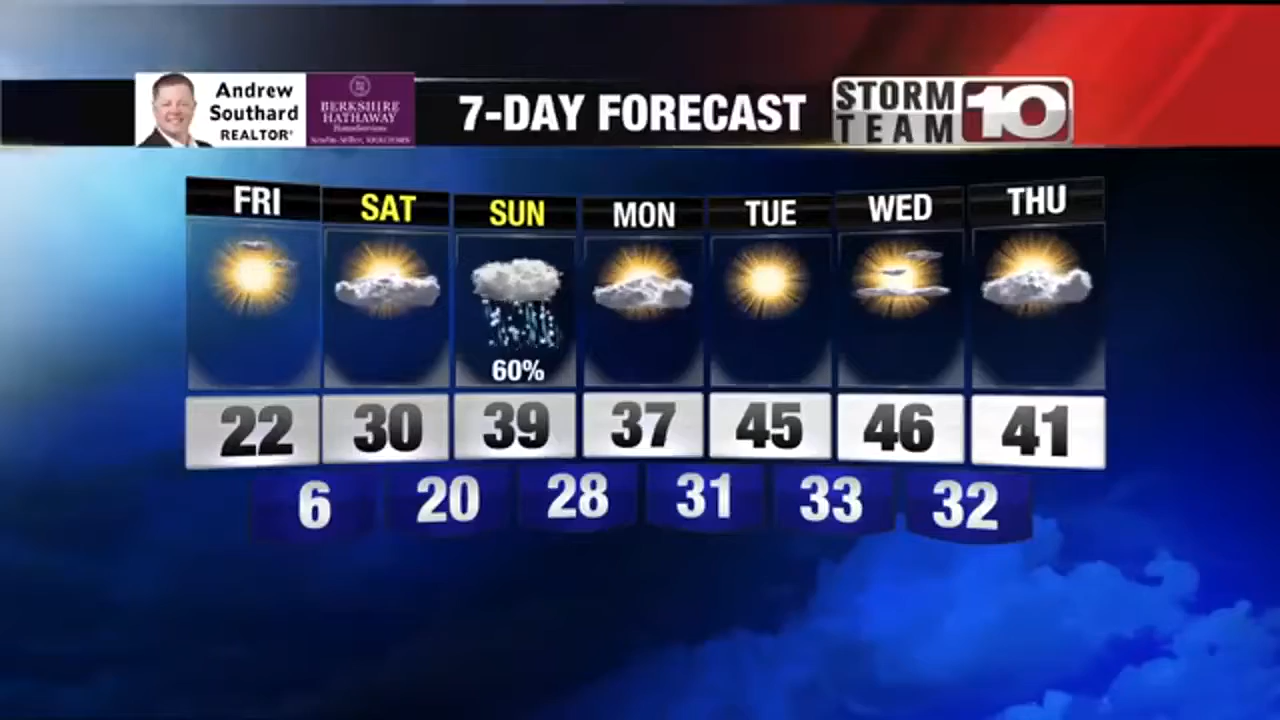 Andrew
Southard
REALTOR®
BERKSHIRE
HATHAWAY
HomeServices
7-DAY FORECAST
STORM
TEAM
10
FRI SAT SUN MON TUE WED THU
60%
22 30 39 37 45 46 41
6 20 28 31 33 32